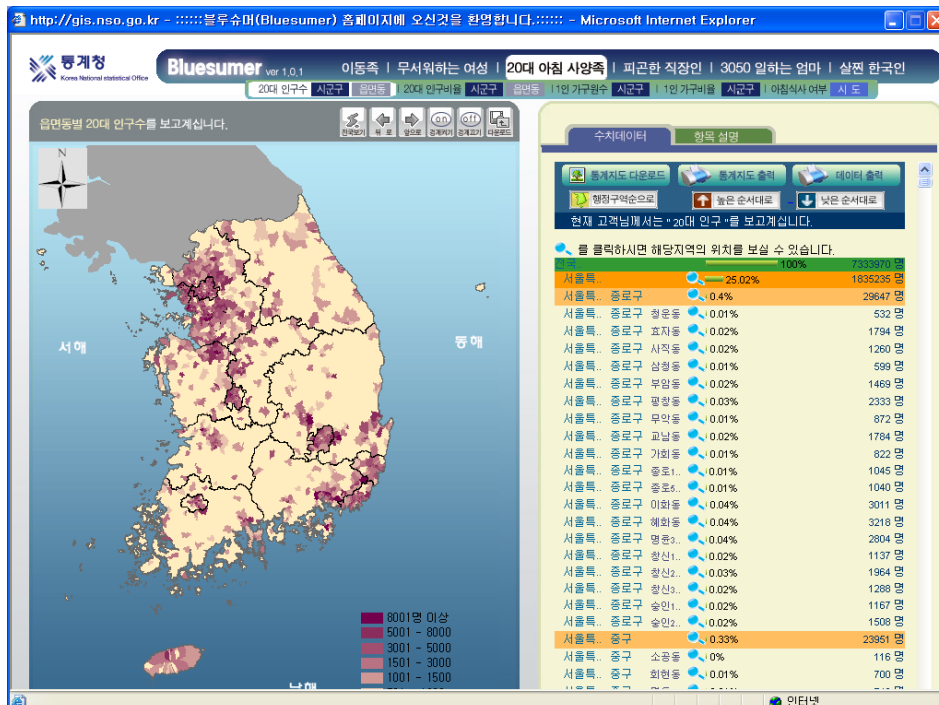 http://gis.nso.go.kr - ::::::블루슈머(Bluesumer) 홈페이지에 오신것을 환영합니다.:::::: - Microsoft Internet Explorer
통계청
Korea National statistical Office
Bluesumer ver 1,0,1
이동족 | 무서워하는 여성 | 20대 아침 사양족 | 피곤한 직장인 | 3050 일하는 엄마 | 살찐 한국인
20대 인구수 시군구 읍면동 | 20대 인구비율 시군구 읍면동 | 1인 가구원수 시군구 | 1인 가구비율 시군구 | 아침식사 여부 시 도
읍면동별 20대 인구수를 보고계십니다.
전국보기 뒤 로 앞으로 on 경계켜기 off 경계끄기 다운로드
N
서 해
동 해
남 해
8001명 이상
5001 - 8000
3001 - 5000
1501 - 3000
1001 - 1500
수치데이터
항목 설명
통계지도 다운로드 통계지도 출력 데이터 출력
행정구역순으로 높은 순서대로 낮은 순서대로
현재 고객님께서는 "20대 인구"를 보고계십니다.
를 클릭하시면 해당지역의 위치를 보실 수 있습니다.
전국.. 100% 7333970 명
서울특.. 25.02% 1835235 명
서울특.. 종로구 0.4% 29647 명
서울특.. 종로구 청운동 0.01% 532 명
서울특.. 종로구 효자동 0.02% 1794 명
서울특.. 종로구 사직동 0.02% 1260 명
서울특.. 종로구 삼청동 0.01% 599 명
서울특.. 종로구 부암동 0.02% 1469 명
서울특.. 종로구 평창동 0.03% 2333 명
서울특.. 종로구 무악동 0.01% 872 명
서울특.. 종로구 교남동 0.02% 1784 명
서울특.. 종로구 가회동 0.01% 822 명
서울특.. 종로구 종로1.. 0.01% 1045 명
서울특.. 종로구 종로5.. 0.01% 1040 명
서울특.. 종로구 이화동 0.04% 3011 명
서울특.. 종로구 혜화동 0.04% 3218 명
서울특.. 종로구 명륜3.. 0.04% 2804 명
서울특.. 종로구 창신1.. 0.02% 1137 명
서울특.. 종로구 창신2.. 0.03% 1964 명
서울특.. 종로구 창신3.. 0.02% 1288 명
서울특.. 종로구 숭인1.. 0.02% 1167 명
서울특.. 종로구 숭인2.. 0.02% 1508 명
서울특.. 중구 0.33% 23951 명
서울특.. 중구 소공동 0% 116 명
서울특.. 중구 회현동 0.01% 700 명
인터넷